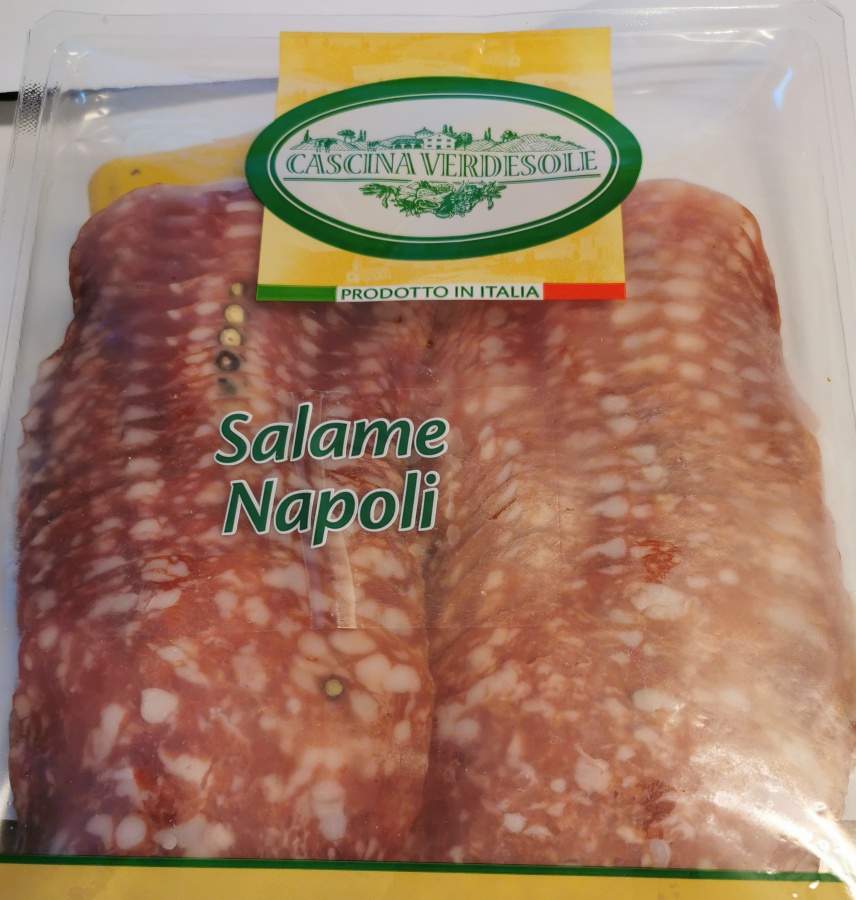 CASCINA VERDESOLE
PRODOTTO IN ITALIA
Salame
Napoli